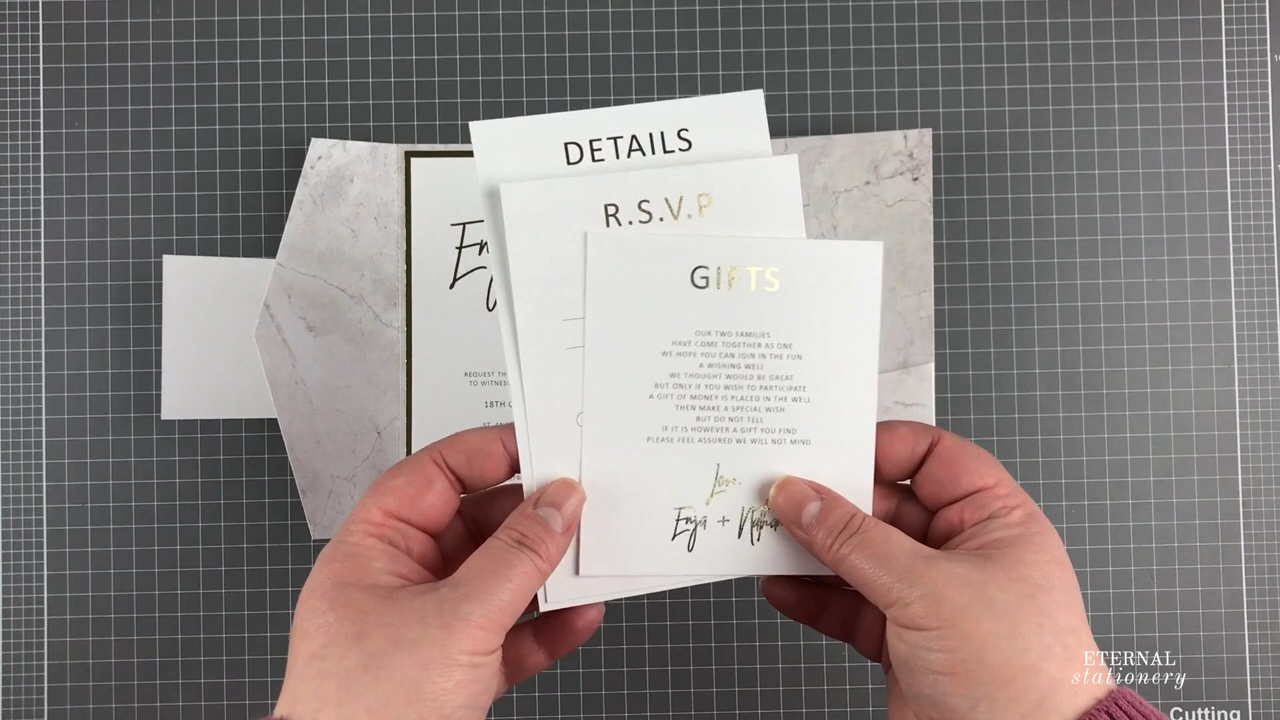 DETAILS
R.S.V.P
GIFTS
OUR TWO FAMILIES
HAVE COME TOGETHER AS ONE
WE HOPE YOU CAN JOIN IN THE FUN
A WISHING WELL
WE THOUGHT WOULD BE GREAT
BUT ONLY IF YOU WISH TO PARTICIPATE
A GIFT OF MONEY IS PLACED IN THE WELL
THEN MAKE A SPECIAL WISH
BUT DO NOT TELL
IF IT IS HOWEVER A GIFT YOU FIND
PLEASE FEEL ASSURED WE WILL NOT MIND
Love,
Enza +
REQUEST
TO WITNES
18TH
ETERNAL
stationery
Cutting